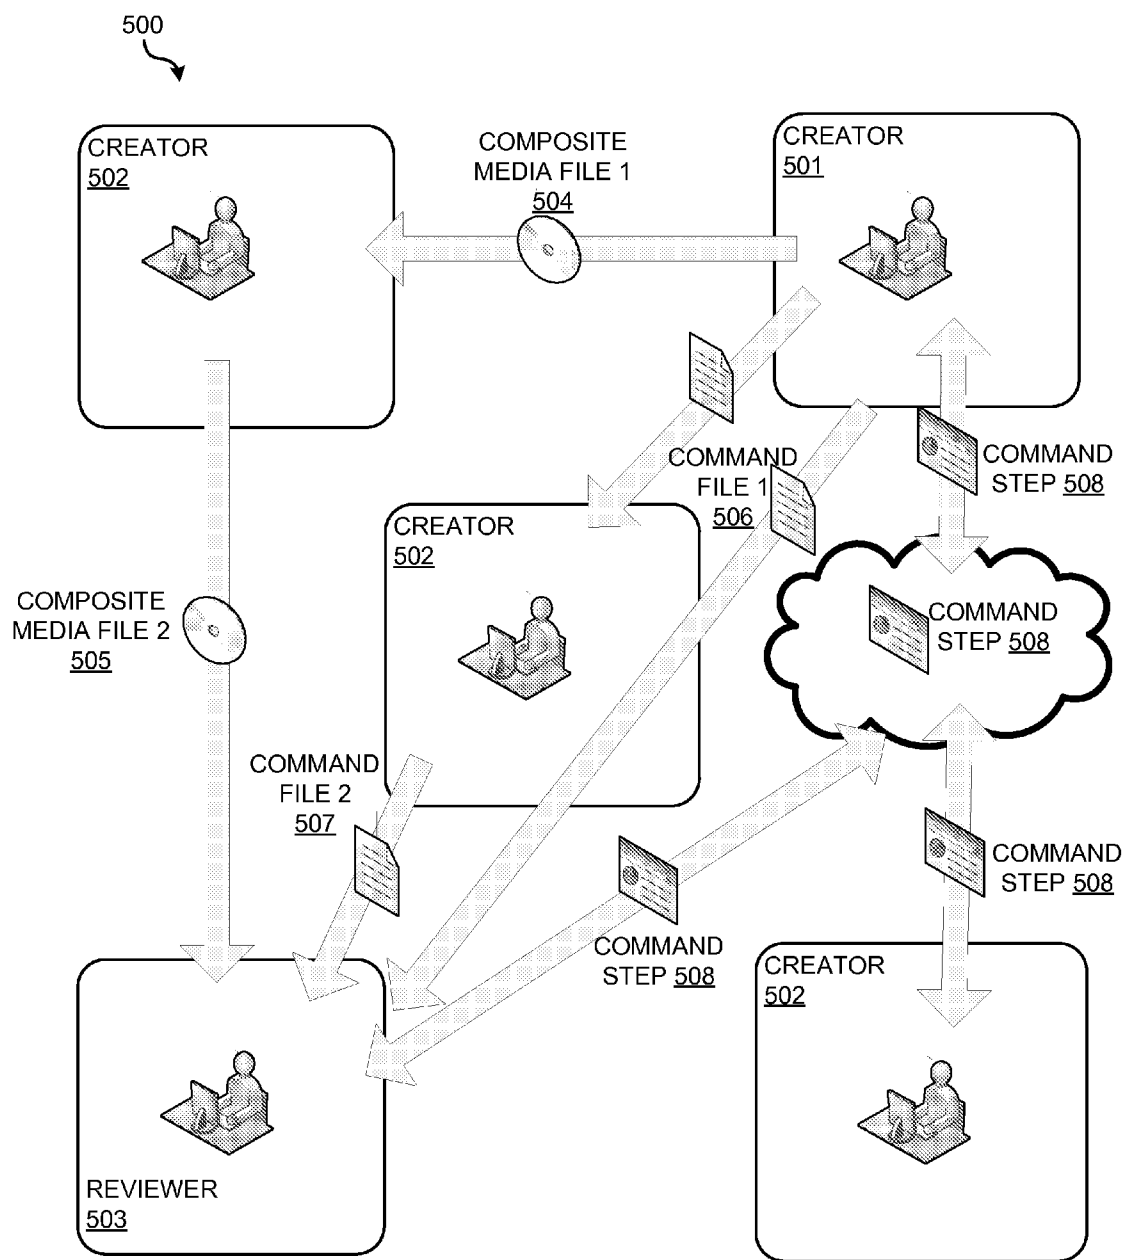 500
CREATOR
502
COMPOSITE
MEDIA FILE 1
504
CREATOR
501
COMMAND
FILE 1
506
COMMAND
STEP 508
CREATOR
502
COMPOSITE
MEDIA FILE 2
505
COMMAND
STEP 508
COMMAND
FILE 2
507
COMMAND
STEP 508
COMMAND
STEP 508
CREATOR
502
REVIEWER
503